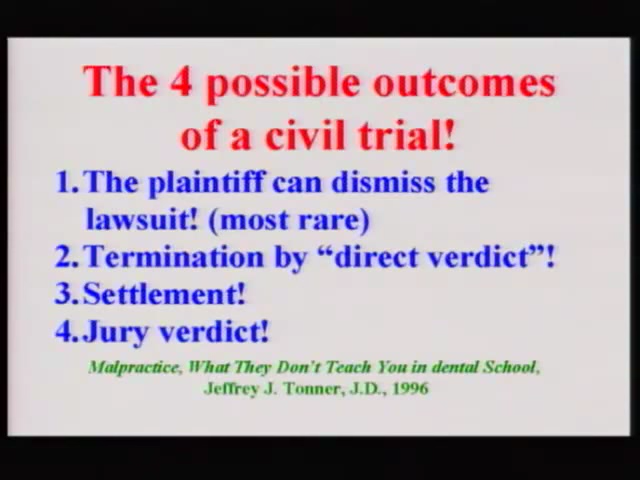 The 4 possible outcomes
of a civil trial!
1. The plaintiff can dismiss the
lawsuit! (most rare)
2. Termination by “direct verdict”!
3. Settlement!
4. Jury verdict!
Malpractice, What They Don't Teach You in dental School,
Jeffrey J. Tonner, J.D., 1996